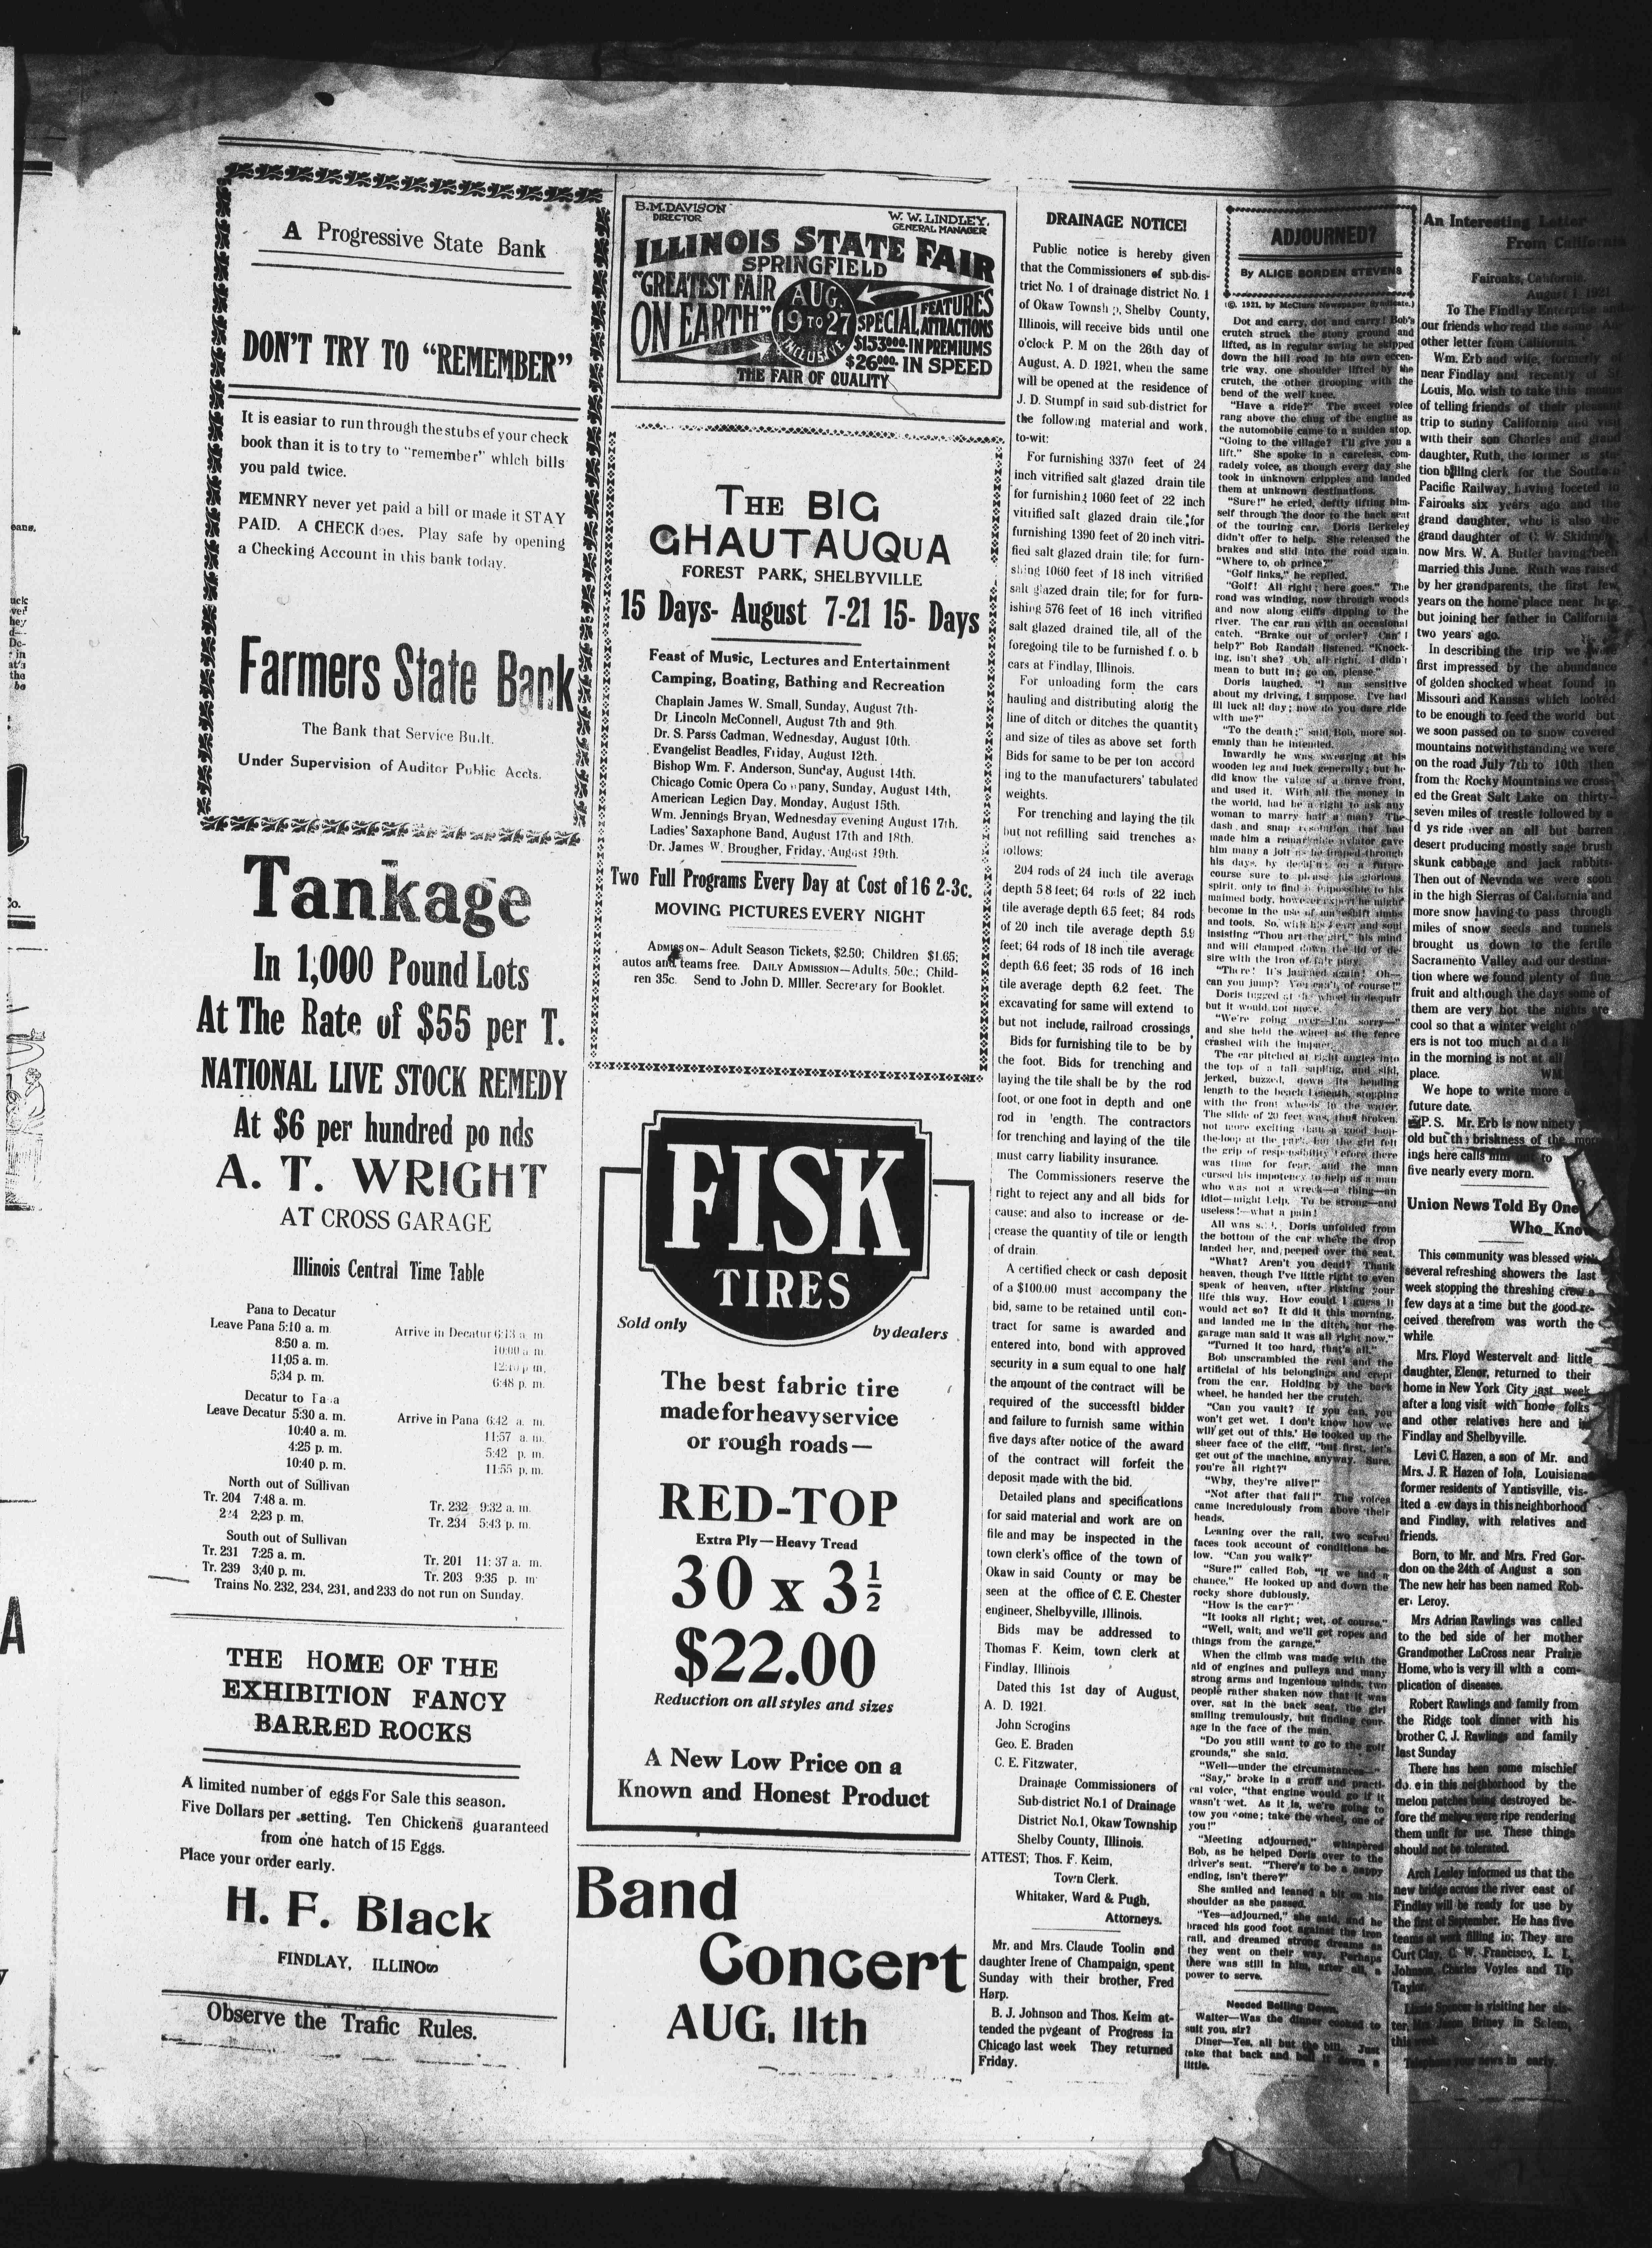 A Progressive State Bank
DON'T TRY TO "REMEMBER"
It is easiar to run through the stubs ef your check
book than it is to try to "remember" which bills
you pald twice.
MEMNRY never yet paid a bill or made it STAY
PAID. A CHECK does. Play safe by opening
a Checking Account in this bank today.
Farmers State Bank
The Bank that Service Built.
Under Supervision of Auditor Public Accts.
Tankage
In 1,000 Pound Lots
At The Rate of $55 per T.
NATIONAL LIVE STOCK REMEDY
At $6 per hundred po nds
A. T. WRIGHT
AT CROSS GARAGE
Illinois Central Time Table
Pana to Decatur
Leave Pana 5:10 a. m. Arrive in Decatur 6:13 a. m
8:50 a. m. 10:00 a. m.
11;05 a. m. 12:40 p m.
5;34 p. m. 6:48 p. m.
Decatur to Pana
Leave Decatur 5:30 a. m. Arrive in Pana 6:42 a. m.
10:40 a. m. 11:57 a. m.
4:25 p. m. 5:42 p. m.
10:40 p. m. 11:55 p. m.
North out of Sullivan
Tr. 204 7:48 a. m. Tr. 232 9:32 a. m.
2:23 p. m. Tr. 234 5:43 p. m.
South out of Sullivan
Tr. 231 7:25 a. m. Tr. 201 11: 37 a. m.
Tr. 239 3;40 p. m. Tr. 203 9:35 p. m
Trains No. 232, 234, 231, and 233 do not run on Sunday.
THE HOME OF THE
EXHIBITION FANCY
BARRED ROCKS
A limited number of eggs For Sale this season.
Five Dollars per setting. Ten Chickens guaranteed
from one hatch of 15 Eggs.
Place your order early.
H. F. Black
FINDLAY, ILLINOIS
Observe the Trafic Rules.
B.M.DAVISON
DIRECTOR
W. W. LINDLEY,
GENERAL MANAGER
ILLINOIS STATE FAIR
SPRINGFIELD
"GREATEST FAIR
ON EARTH"
AUG.
19 TO 27
INCLUSIVE
FEATURES
SPECIAL ATTRACTIONS
$153000. IN PREMIUMS
$26000. IN SPEED
THE FAIR OF QUALITY
THE BIG
GHAUTAUQUA
FOREST PARK, SHELBYVILLE
15 Days- August 7-21 15- Days
Feast of Music, Lectures and Entertainment
Camping, Boating, Bathing and Recreation
Chaplain James W. Small, Sunday, August 7th-
Dr. Lincoln McConnell, August 7th and 9th.
Dr. S. Parss Cadman, Wednesday, August 10th.
Evangelist Beadles, Friday, August 12th.
Bishop Wm. F. Anderson, Sunday, August 14th.
Chicago Comic Opera Co npany, Sunday, August 14th,
American Legion Day, Monday, August 15th.
Wm. Jennings Bryan, Wednesday evening August 17th.
Ladies' Saxaphone Band, August 17th and 18th.
Dr. James W. Brougher, Friday, August 19th.
Two Full Programs Every Day at Cost of 16 2-3c.
MOVING PICTURES EVERY NIGHT
ADMISSON- Adult Season Tickets, $2.50; Children $1.65;
autos and teams free. DAILY ADMISSION—Adults, 50c.; Child-
ren 35c. Send to John D. MIller. Secretary for Booklet.
FISK
TIRES
Sold only by dealers
The best fabric tire
made for heavy service
or rough roads—
RED-TOP
Extra Ply—Heavy Tread
30 x 3½
$22.00
Reduction on all styles and sizes
A New Low Price on a
Known and Honest Product
Band
Concert
AUG. 11th
DRAINAGE NOTICE!
Public notice is hereby given
that the Commissioners of sub-dis-
trict No. 1 of drainage district No. 1
of Okaw Townsh p, Shelby County,
Illinois, will receive bids until one
o'clock P. M on the 26th day of
August, A. D. 1921, when the same
will be opened at the residence of
J. D. Stumpf in said sub-district for
the following material and work,
to-wit:
For furnishing 3370 feet of 24
inch vitrified salt glazed drain tile
for furnishing 1060 feet of 22 inch
vitrified salt glazed drain tile; for
furnishing 1390 feet of 20 inch vitri-
fied salt glazed drain tile; for furn-
shing 1060 feet of 18 inch vitrified
salt glazed drain tile; for for furn-
ishing 576 feet of 16 inch vitrified
salt glazed drained tile, all of the
foregoing tile to be furnished f. o. b
cars at Findlay, Illinois.
For unloading form the cars
hauling and distributing along the
line of ditch or ditches the quantity
and size of tiles as above set forth
Bids for same to be per ton accord
ing to the manufacturers' tabulated
weights.
For trenching and laying the tile
but not refilling said trenches as
follows:
204 rods of 24 inch tile average
depth 5 8 feet; 64 rods of 22 inch
tile average depth 6.5 feet; 84 rods
of 20 inch tile average depth 5.9
feet; 64 rods of 18 inch tile average
depth 6.6 feet; 35 rods of 16 inch
tile average depth 6.2 feet. The
excavating for same will extend to
but not include, railroad crossings
Bids for furnishing tile to be by
the foot. Bids for trenching and
laying the tile shall be by the rod
foot, or one foot in depth and one
rod in length. The contractors
for trenching and laying of the tile
must carry liability insurance.
The Commissioners reserve the
right to reject any and all bids for
cause; and also to increase or de-
crease the quantity of tile or length
of drain.
A certified check or cash deposit
of a $100.00 must accompany the
bid, same to be retained until con-
tract for same is awarded and
entered into, bond with approved
security in a sum equal to one half
the amount of the contract will be
required of the successftl bidder
and failure to furnish same within
five days after notice of the award
of the contract will forfeit the
deposit made with the bid.
Detailed plans and specifications
for said material and work are on
file and may be inspected in the
town clerk's office of the town of
Okaw in said County or may be
seen at the office of C. E. Chester
engineer, Shelbyville, Illinois.
Bids may be addressed to
Thomas F. Keim, town clerk at
Findlay, Illinois
Dated this 1st day of August,
A. D. 1921.
John Scrogins
Geo. E. Braden
C. E. Fitzwater,
Drainage Commissioners of
Sub-district No.1 of Drainage
District No.1, Okaw Township
Shelby County, Illinois.
ATTEST; Thos. F. Keim,
Town Clerk.
Whitaker, Ward & Pugh,
Attorneys.
Mr. and Mrs. Claude Toolin and
daughter Irene of Champaign, spent
Sunday with their brother, Fred
Harp.
B. J. Johnson and Thos. Keim at-
tended the pvgeant of Progress in
Chicago last week They returned
Friday.
ADJOURNED?
By ALICE BORDEN STEVENS
(©, 1921, by McClure Newspaper Syndicate.)
Dot and carry, dot and carry! Bob's
crutch struck the stony ground and
lifted, as in regular swing he skipped
down the hill road in his own eccen-
tric way, one shoulder lifted by the
crutch, the other drooping with the
bend of the well knee.
"Have a ride?" The sweet voice
rang above the chug of the engine as
the automobile came to a sudden stop.
"Going to the village? I'll give you a
lift." She spoke in a careless, com-
radely voice, as though every day she
took in unknown cripples and landed
them at unknown destinations.
"Sure!" he cried, deftly lifting him-
self through the door to the back seat
of the touring car. Doris Berkeley
didn't offer to help. She released the
brakes and slid into the road again.
"Where to, oh prince?"
"Golf links," he replied.
"Golf! All right; here goes." The
road was winding, now through woods
and now along cliffs dipping to the
river. The car ran with an occasional
catch. "Brake out of order? Can I
help?" Bob Randall listened. "Knock-
ing, isn't she? Oh, all right. I didn't
mean to butt in; go on, please."
Doris laughed. "I am sensitive
about my driving, I suppose. I've had
ill luck all day; now do you dare ride
with me?"
"To the death;" said Bob, more sol-
emnly than he intended.
Inwardly he was swearing at his
wooden leg and luck generally; but he
did know the value of a brave front,
and used it. With all the money in
the world, had he a right to ask any
woman to marry half a man? The
dash and snap resolution that had
made him a remarkable aviator gave
him many a jolt as he limped through
his days, by deciding on a future
course sure to please his glorious
spirit, only to find it impossible to his
maimed body, however expert he might
become in the use of makeshift limbs
and tools. So, with his heart and soul
insisting "Thou art the girl," his mind
and will clamped down the lid of de-
sire with the iron of fair play.
"There! It's jammed again! Oh—
can you jump? You can't, of course!"
Doris tugged at the wheel in despair
but it would not move.
"We're going over—I'm sorry—"
and she held the wheel as the fence
crashed with the impact.
The car pitched at right angles into
the top of a tall sapling, and slid,
jerked, buzzed, down its bending
length to the beach beneath, stopping
with the front wheels in the water.
The slide of 20 feet was, thus broken,
not more exciting than a good loop-
the-loop at the park, but the girl felt
the grip of responsibility before there
was time for fear, and the man
cursed his impotency to help as a man
who was not a wreck—a thing—an
idiot—might help. To be strong—and
useless!—what a pain!
All was still. Doris unfolded from
the bottom of the car where the drop
landed her, and peeped over the seat.
"What? Aren't you dead? Thank
heaven, though I've little right to even
speak of heaven, after risking your
life this way. How could I guess it
would act so? It did it this morning,
and landed me in the ditch, but the
garage man said it was all right now."
"Turned it too hard, that's all."
Bob unscrambled the real and the
artificial of his belongings and crept
from the car. Holding by the back
wheel, he handed her the crutch.
"Can you vault? If you can, you
won't get wet. I don't know how we
will get out of this.' He looked up the
sheer face of the cliff, "but first, let's
get out of the machine, anyway. Sure,
you're all right?"
"Why, they're alive!"
"Not after that fall!" The voices
came incredulously from above their
heads.
Leaning over the rail, two scared
faces took account of conditions be-
low. "Can you walk?"
"Sure!" called Bob, "If we had a
chance." He looked up and down the
rocky shore dubiously.
"How is the car?"
"It looks all right; wet, of course."
"Well, wait; and we'll get ropes and
things from the garage."
When the climb was made with the
aid of engines and pulleys and many
strong arms and ingenious minds, two
people rather shaken now that it was
over, sat in the back seat, the girl
smiling tremulously, but finding cour-
age in the face of the man.
"Do you still want to go to the golf
grounds," she said.
"Well—under the circumstances—"
"Say," broke in a gruff and practi-
cal voice, "that engine would go if it
wasn't wet. As it is, we're going to
tow you home; take the wheel, one of
you!"
"Meeting adjourned," whispered
Bob, as he helped Doris over to the
driver's seat. "There's to be a happy
ending, isn't there?"
She smiled and leaned a bit on his
shoulder as she passed.
"Yes—adjourned," she said, and he
braced his good foot against the iron
rail, and dreamed strong dreams as
they went on their way. Perhaps
there was still in him, after all, a
power to serve.
Needed Boiling Down.
Waiter—Was the dinner cooked to
suit you, sir?
Diner—Yes, all but the bill. Just
take that back and boil it down a
little.
An Interesting Letter
From California
Fairoaks, California.
August 1, 1921
To The Findlay Enterprise and
our friends who read the same An-
other letter from California.
Wm. Erb and wife, formerly of
near Findlay and recently of St.
Louis, Mo. wish to take this means
of telling friends of their pleasant
trip to sunny California and visit
with their son Charles and grand
daughter, Ruth, the former is sta-
tion billing clerk for the Southern
Pacific Railway, having loceted in
Fairoaks six years ago and the
grand daughter, who is also the
grand daughter of G. W. Skidmore
now Mrs. W. A. Butler having been
married this June. Ruth was raised
by her grandparents, the first few
years on the home place near here
but joining her father in California
two years ago.
In describing the trip we were
first impressed by the abundance
of golden shocked wheat found in
Missouri and Kansas which looked
to be enough to feed the world but
we soon passed on to snow covered
mountains notwithstanding we were
on the road July 7th to 10th then
from the Rocky Mountains we cross-
ed the Great Salt Lake on thirty-
seven miles of trestle followed by a
d ys ride over an all but barren
desert producing mostly sage brush
skunk cabbage and jack rabbits-
Then out of Nevnda we were soon
in the high Sierras of California and
more snow having to pass through
miles of snow seeds and tunnels
brought us down to the fertile
Sacramento Valley and our destina-
tion where we found plenty of fine
fruit and although the days some of
them are very hot the nights are
cool so that a winter weight
ers is not too much and a
in the morning is not at all
place. WM.
We hope to write more
future date.
P. S. Mr. Erb is now ninety
old but the briskness of the morn-
ings here calls him out to
five nearly every morn.
Union News Told By One
Who Know
This community was blessed with
several refreshing showers the last
week stopping the threshing crew a
few days at a time but the good re-
ceived therefrom was worth the
while
Mrs. Floyd Westervelt and little
daughter, Elenor, returned to their
home in New York City last week
after a long visit with home folks
and other relatives here and in
Findlay and Shelbyville.
Levi C. Hazen, a son of Mr. and
Mrs. J. R Hazen of Iola, Louisiana
former residents of Yantisville, vis-
ited a ew days in this neighborhood
and Findlay, with relatives and
friends.
Born, to Mr. and Mrs. Fred Gor-
don on the 24th of August a son
The new heir has been named Rob-
er. Leroy.
Mrs Adrian Rawlings was called
to the bed side of her mother
Grandmother LaCross near Prairie
Home, who is very ill with a com-
plication of diseases.
Robert Rawlings and family from
the Ridge took dinner with his
brother C. J. Rawlings and family
last Sunday
There has been some mischief
do e in this neighborhood by the
melon patches being destroyed be-
fore the melons were ripe rendering
them unfit for use. These things
should not be tolerated.
Arch Lesley informed us that the
new bridge across the river east of
Findlay will be ready for use by
the first of September. He has five
teams at work filling in: They are
Curt Clay, C. W. Francisco, L. L.
Johnson, Charles Voyles and Tip
Taylor.
Spencer is visiting her sis-
ter, Mrs. Jason Briney in Salem,
this week.
Telephone your news in early.